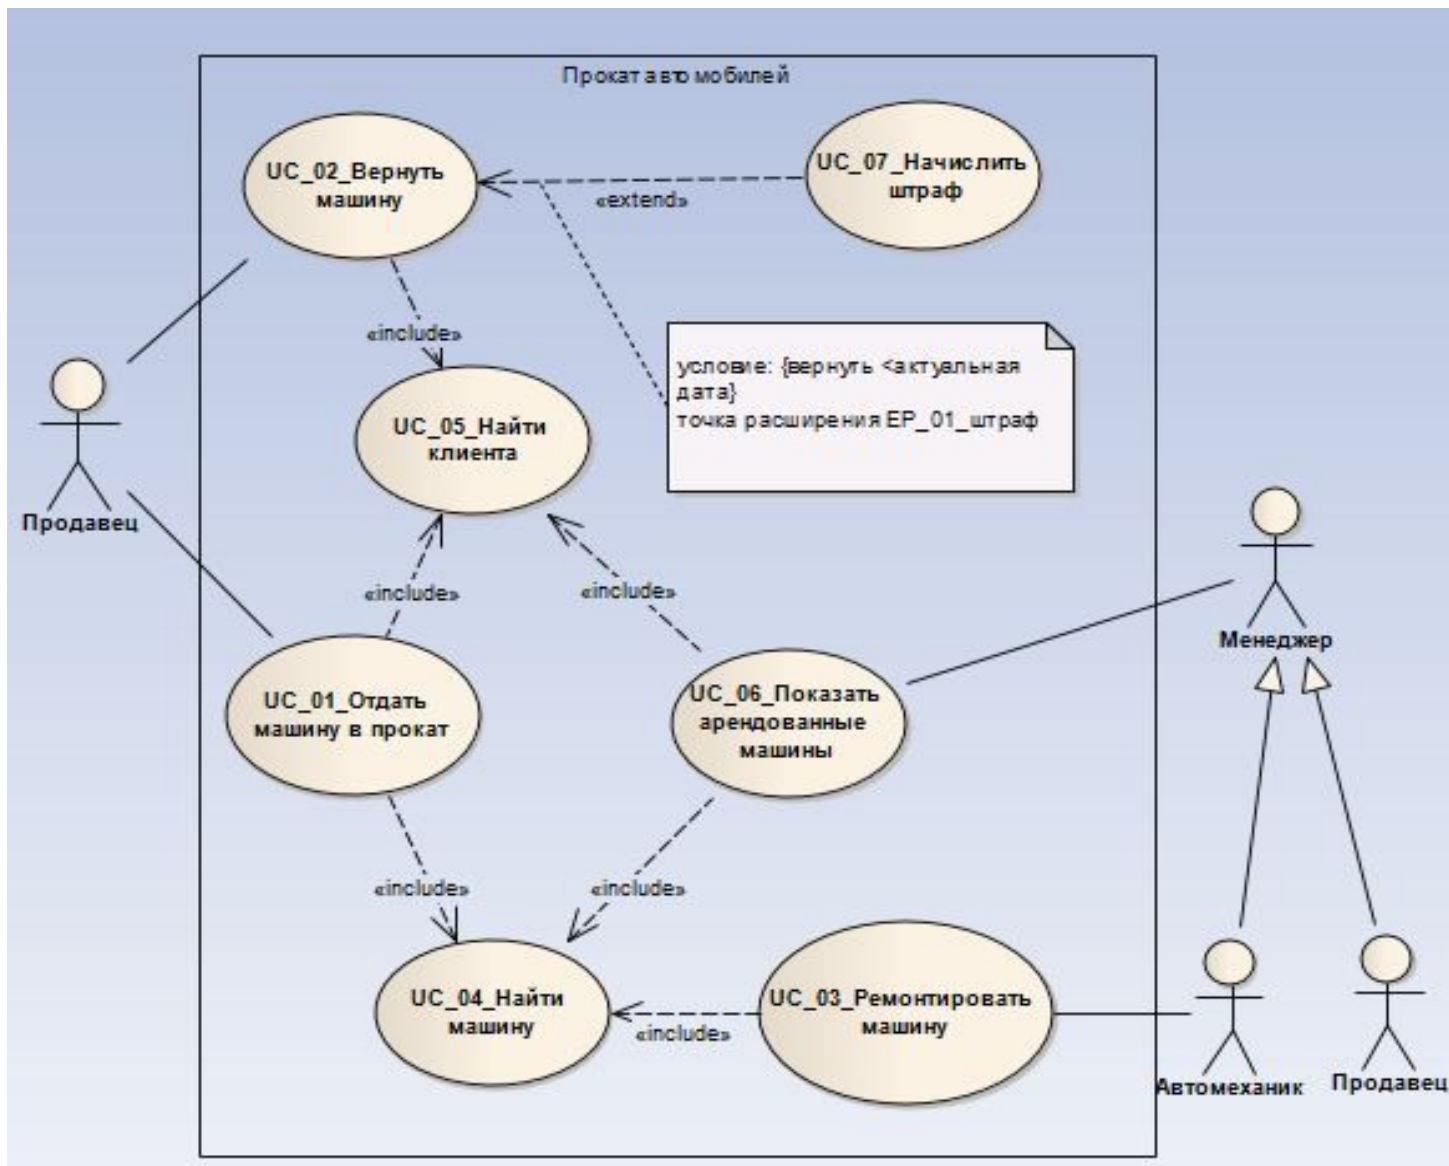 Прокат автомобилей
UC_02_Вернуть
машину
UC_07_Начислить
штраф
«extend»
«include»
условие: {вернуть <актуальная
дата}
точка расширения EP_01_штраф
UC_05_Найти
клиента
Продавец
«include»
«include»
Менеджер
UC_01_Отдать
машину в прокат
UC_06_Показать
арендованные
машины
«include»
«include»
UC_04_Найти
машину
«include»
UC_03_Ремонтировать
машину
Автомеханик
Продавец